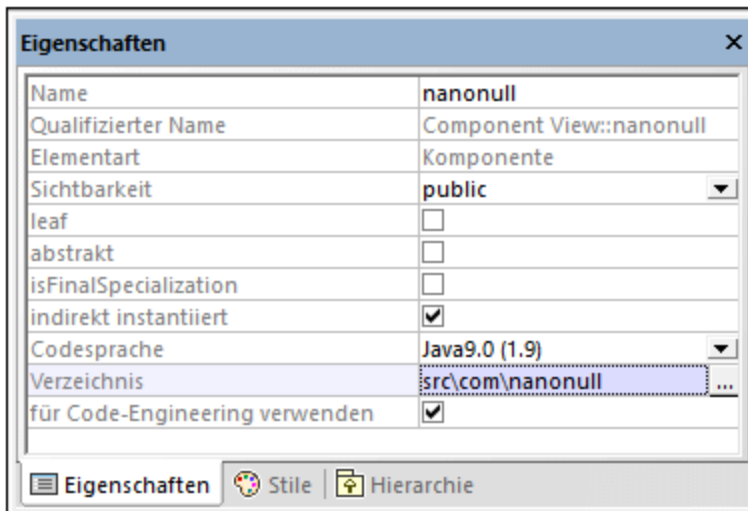 Eigenschaften
Name nanonull
Qualifizierter Name Component View::nanonull
Elementart Komponente
Sichtbarkeit public
leaf
abstrakt
isFinalSpecialization
indirekt instantiiert
Codesprache Java9.0 (1.9)
Verzeichnis src\com\nanonull ...
für Code-Engineering verwenden
Eigenschaften Stile Hierarchie